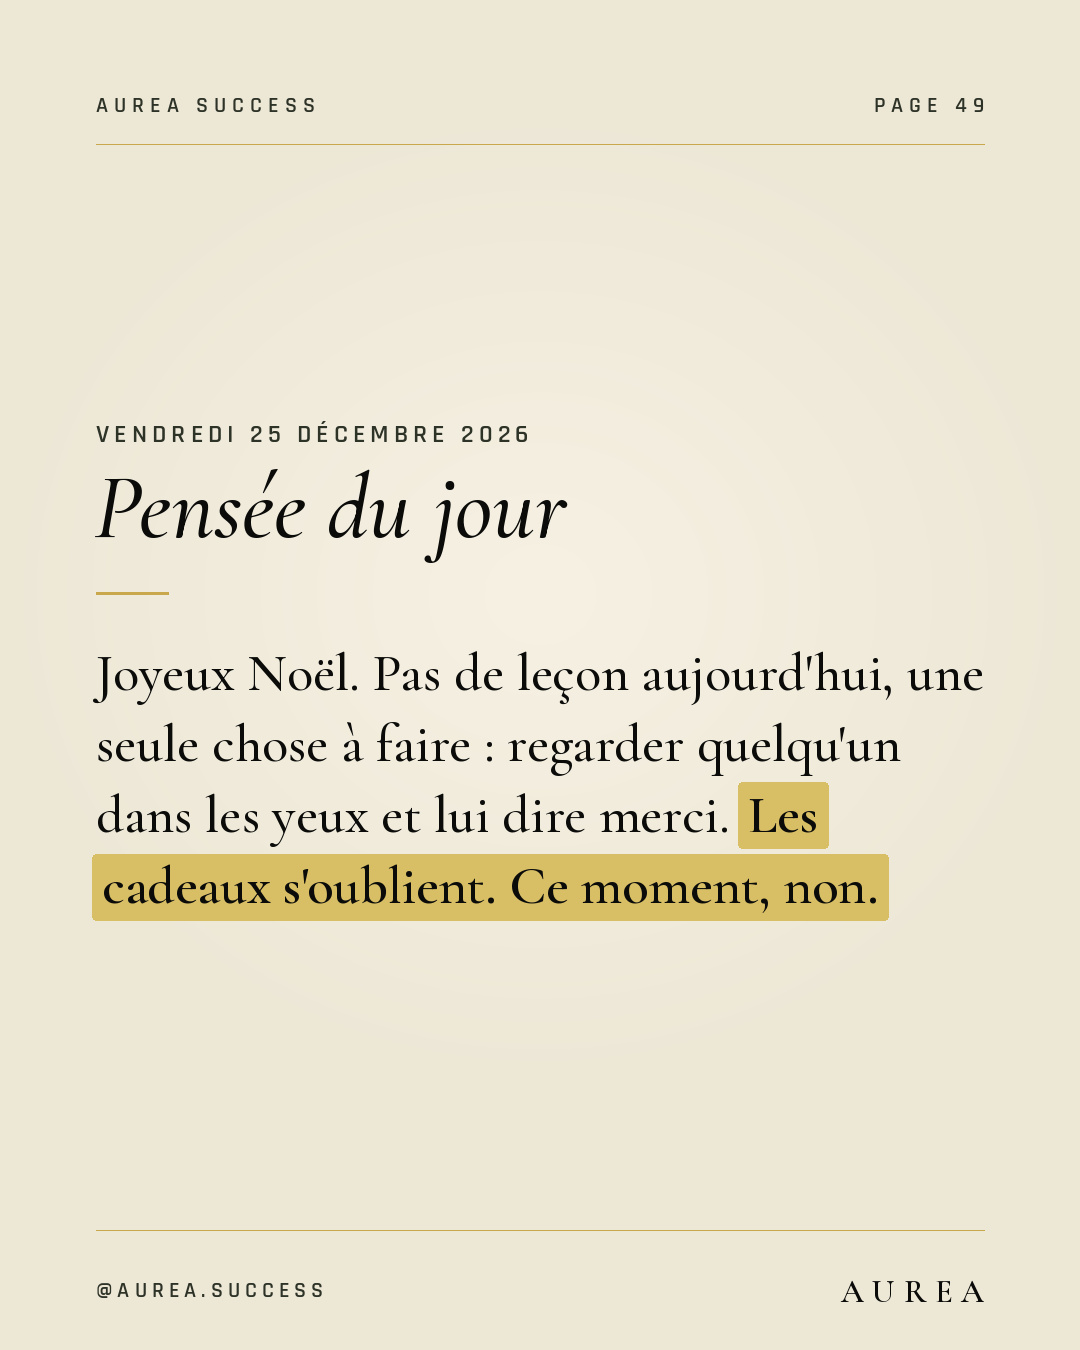 AUREA SUCCESS
PAGE 49
VENDREDI 25 DÉCEMBRE 2026
Pensée du jour
Joyeux Noël. Pas de leçon aujourd'hui, une
seule chose à faire : regarder quelqu'un
dans les yeux et lui dire merci. Les
cadeaux s'oublient. Ce moment, non.
@AUREA.SUCCESS
AUREA